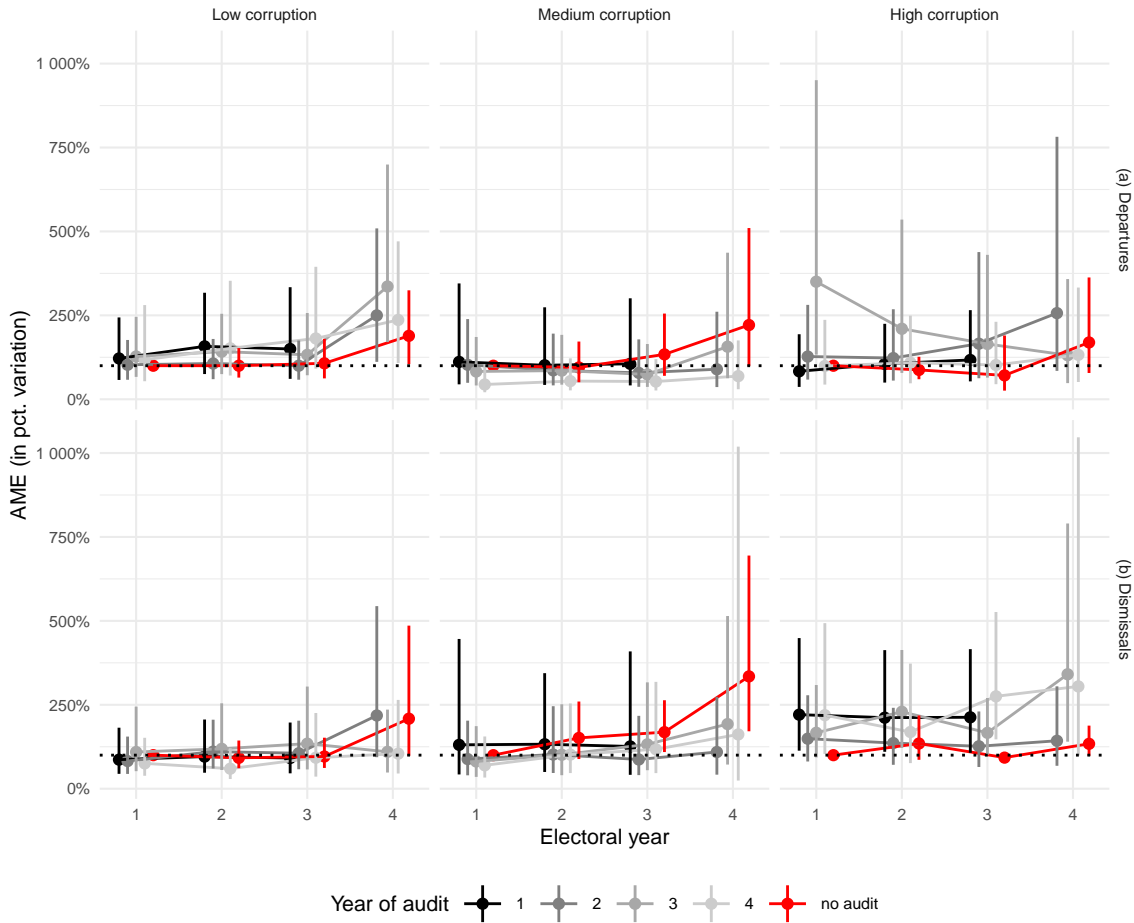 Low corruption Medium corruption High corruption
1 000%
750%
500%
250%
0%
(a) Departures
AME (in pct. variation)
1 000%
750%
500%
250%
0%
(b) Dismissals
1 2 3 4 1 2 3 4 1 2 3 4
Electoral year
Year of audit 1 2 3 4 no audit